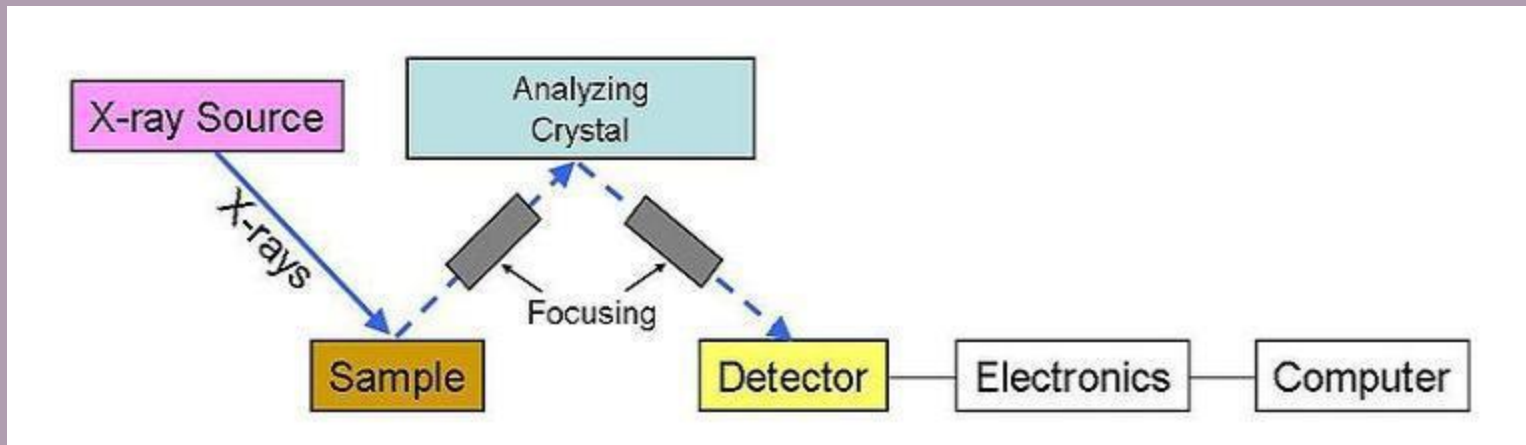 X-ray Source
Analyzing
Crystal
X-rays
Focusing
Sample
Detector
Electronics
Computer